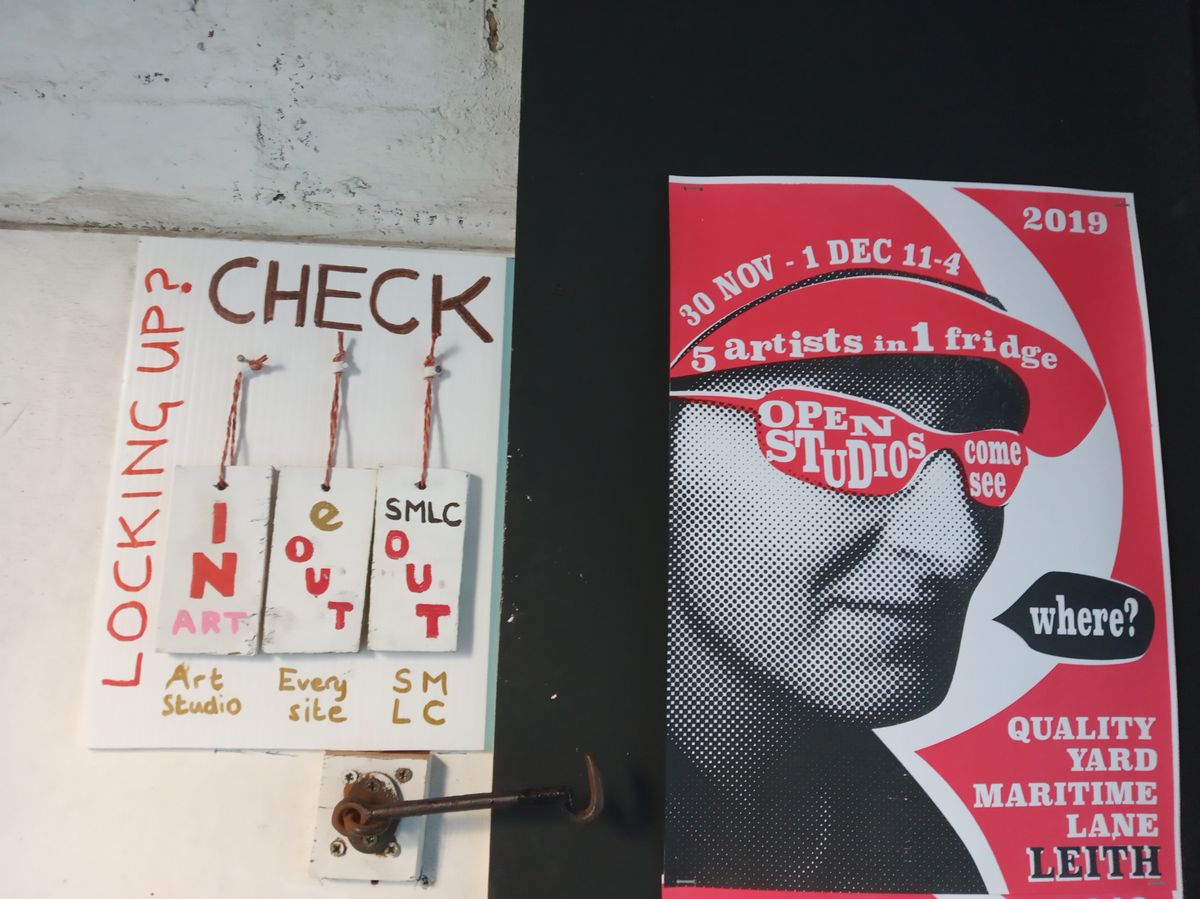 LOCKING UP?
CHECK
IN
ART
e
OUT
SMLC
OUT
Art
Studio
Every
site
SM
LC
2019
30 NOV - 1 DEC 11-4
5 artists in 1 fridge
OPEN
STUDIOS
come
see
where?
QUALITY
YARD
MARITIME
LANE
LEITH